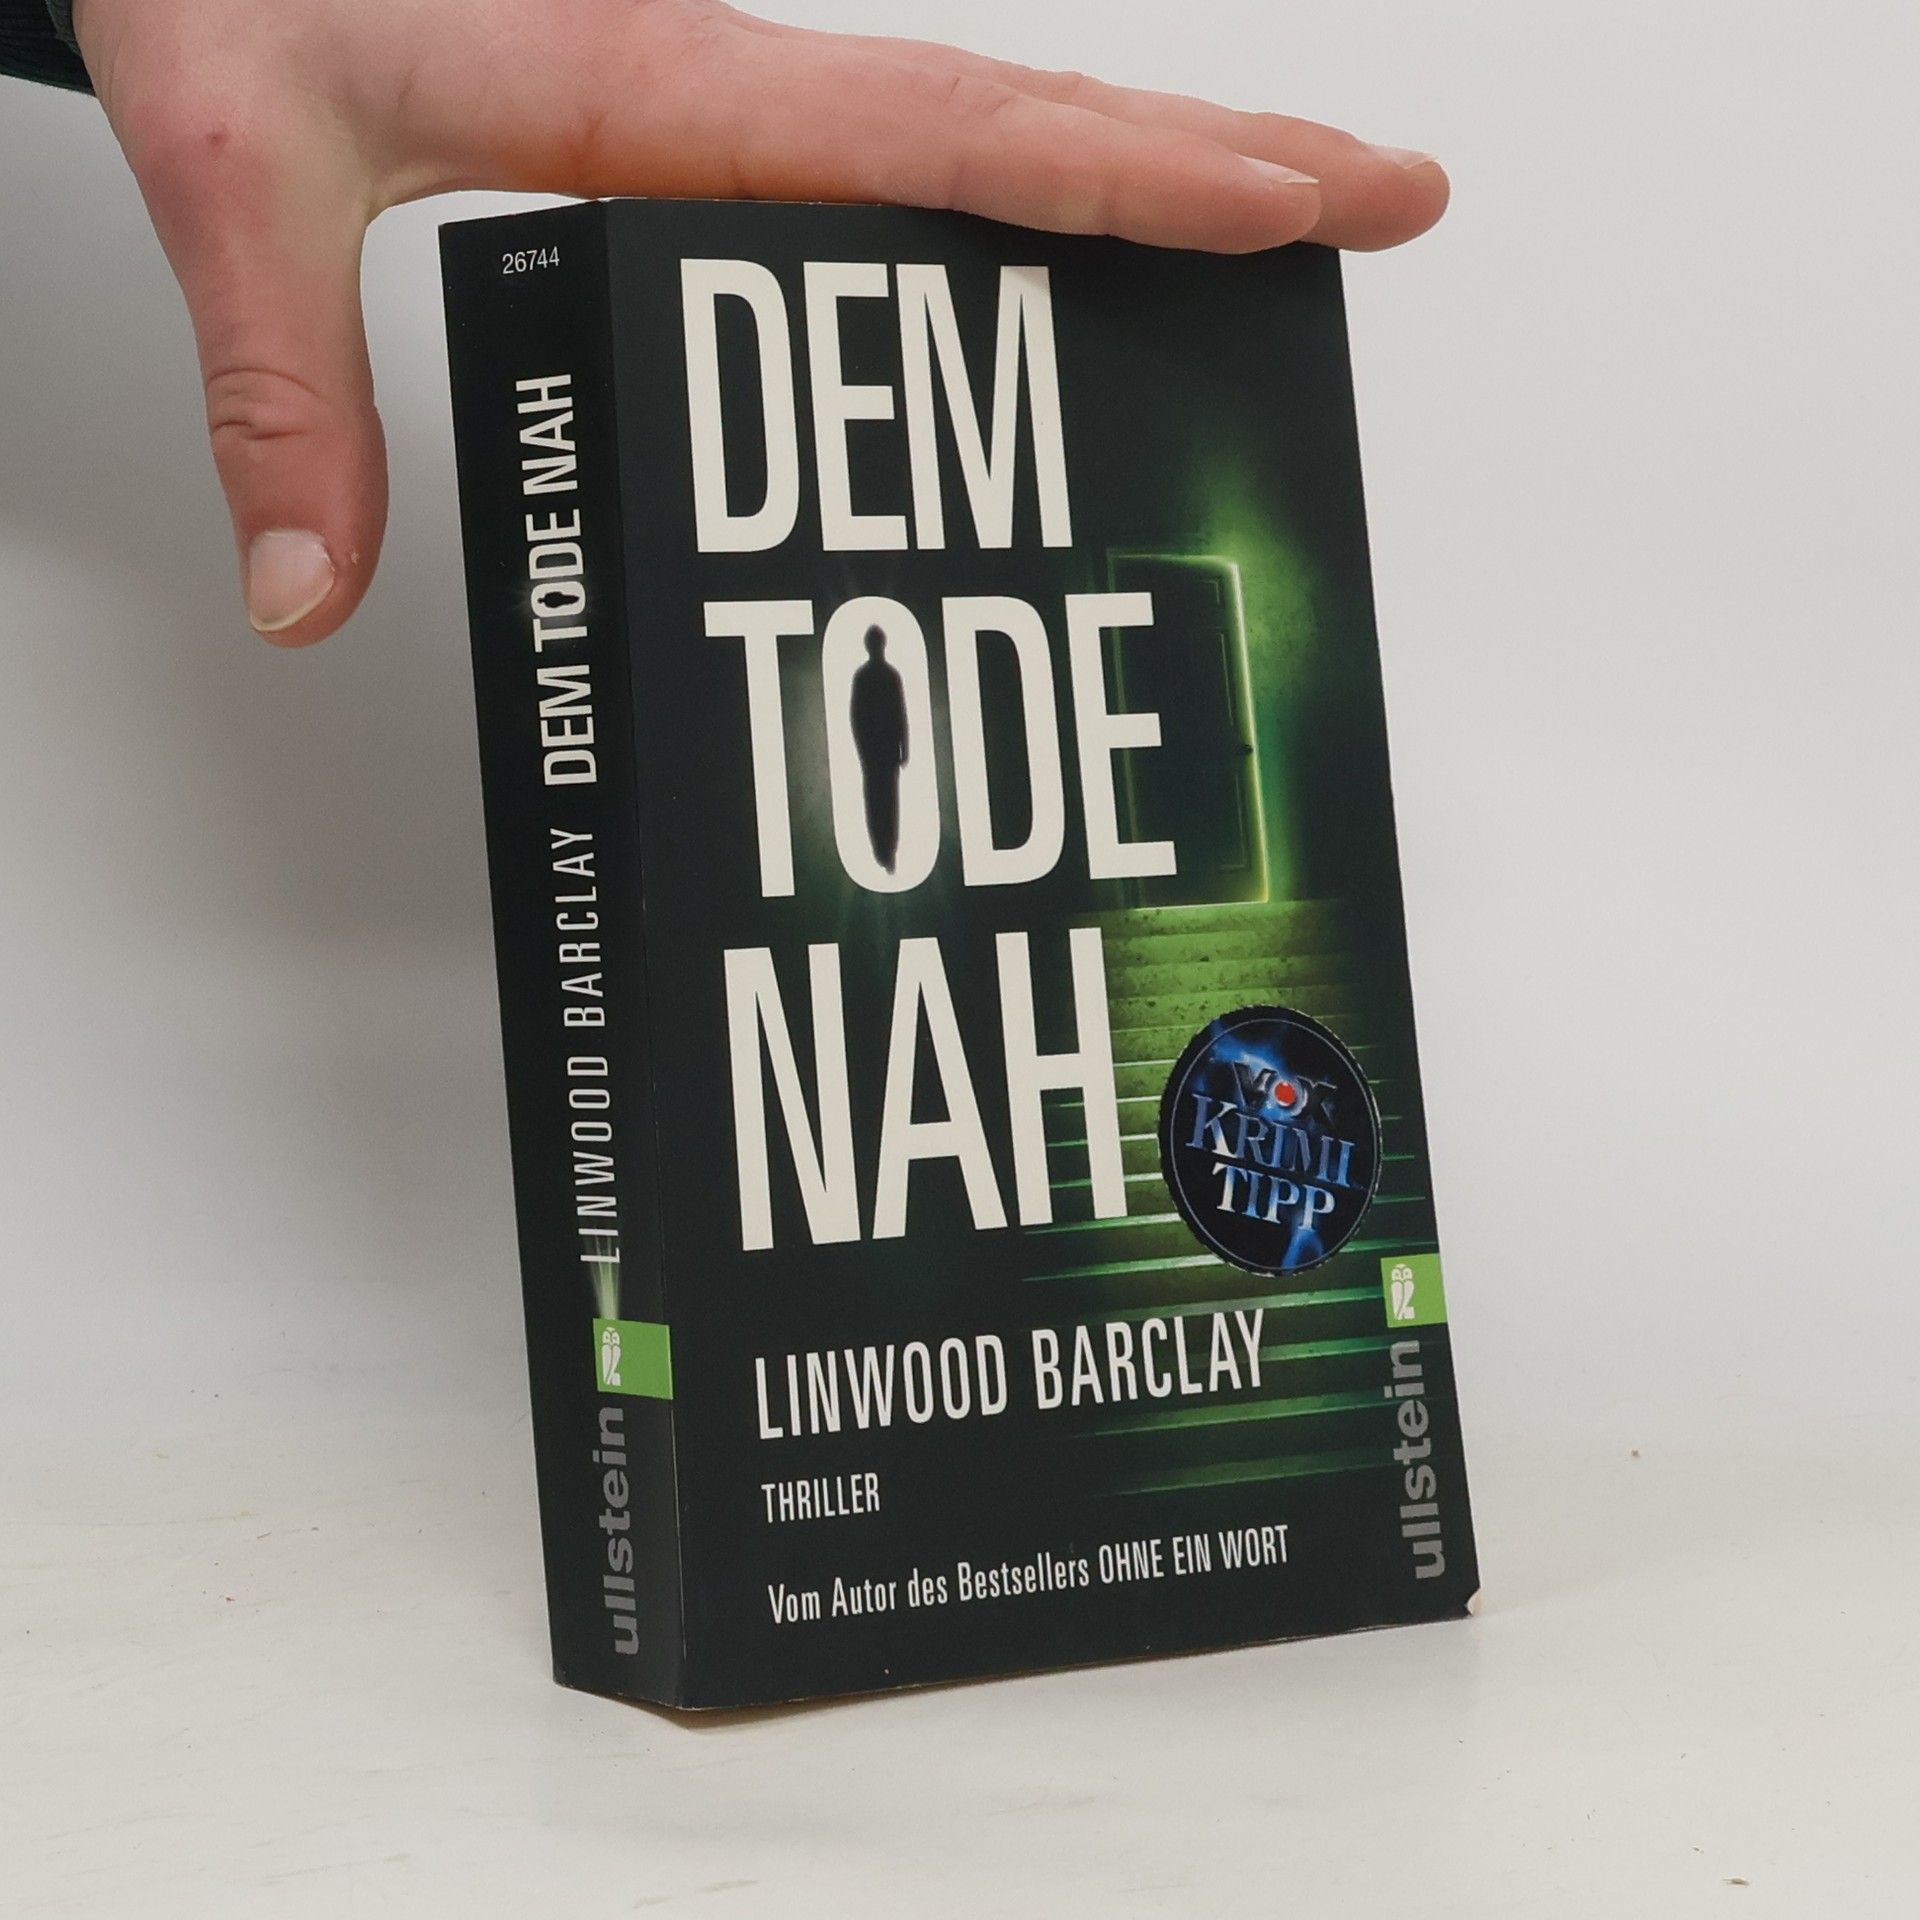 26744
LINWOOD BARCLAY DEM TODE NAH
ullstein
DEM
TODE
NAH
VOX
KRIMI
TIPP
LINWOOD BARCLAY
THRILLER
Vom Autor des Bestsellers OHNE EIN WORT
ullstein